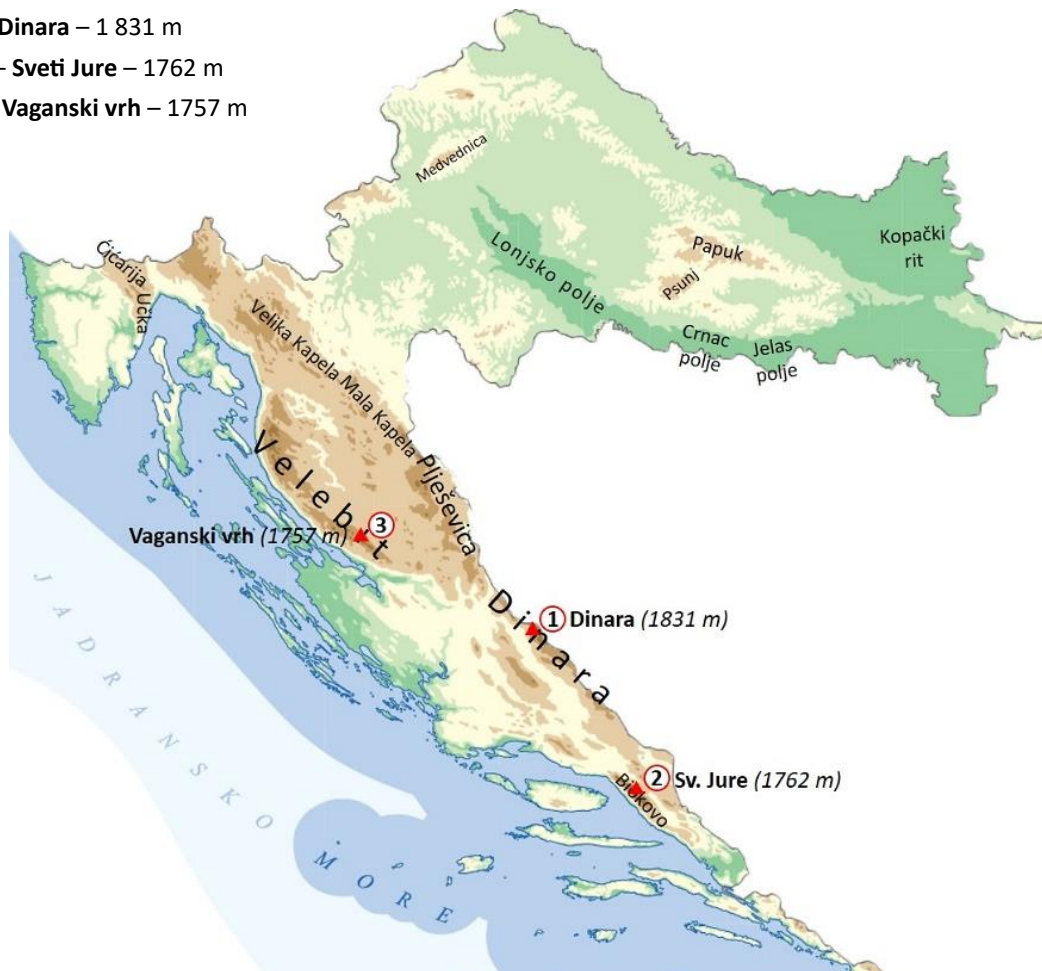 Dinara – 1 831 m
- Sveti Jure – 1762 m
Vaganski vrh – 1757 m
Medvednica
Kopački
rit
Papuk
Psunj
Lonjsko polje
Ćićarija
Učka
Crnac
polje
Jelas
polje
Velika Kapela
Mala Kapela
Plješevica
Velebit
3
Vaganski vrh (1757 m)
Dinara
1 Dinara (1831 m)
2 Sv. Jure (1762 m)
Biokovo
JADRANSKO
MORE